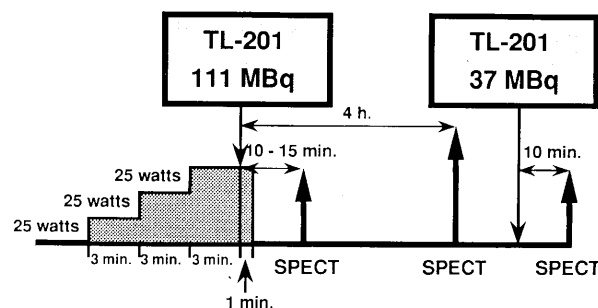 TL-201
111 MBq
TL-201
37 MBq
4 h.
10 - 15 min.
10 min.
25 watts
25 watts
25 watts
3 min.
3 min.
3 min.
SPECT
SPECT
SPECT
1 min.